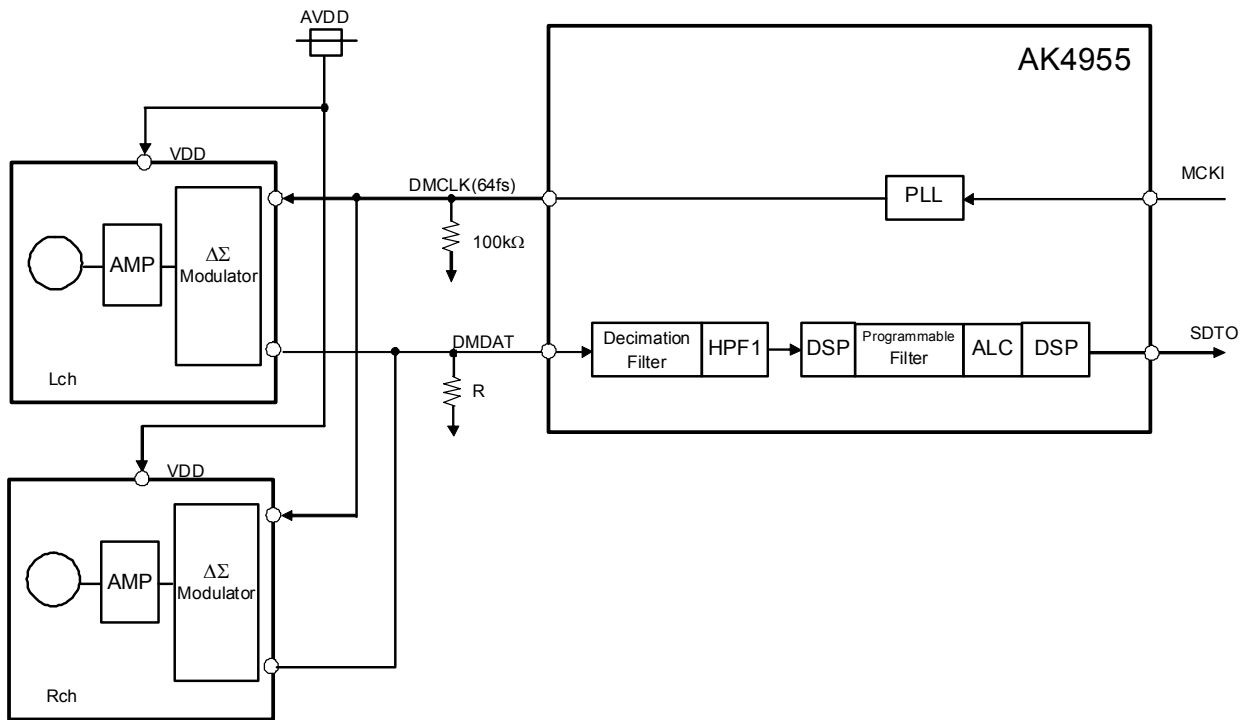 AVDD
AK4955
VDD
DMCLK(64fs)
MCKI
PLL
100kΩ
AMP
ΔΣ
Modulator
DMDAT
SDTO
Decimation
Filter
HPF1
DSP
Programmable
Filter
ALC
DSP
Lch
R
VDD
AMP
ΔΣ
Modulator
Rch